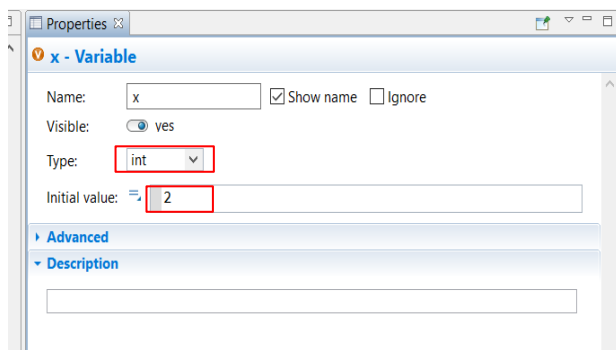 Properties
x - Variable
Name: x Show name Ignore
Visible: yes
Type: int
Initial value: 2
Advanced
Description